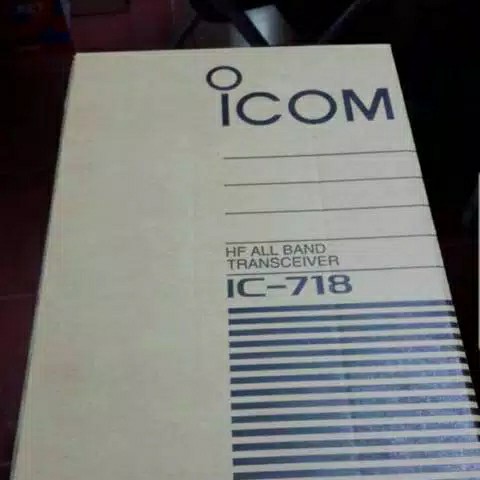 ICOM
HF ALL BAND
TRANSCEIVER
IC-718